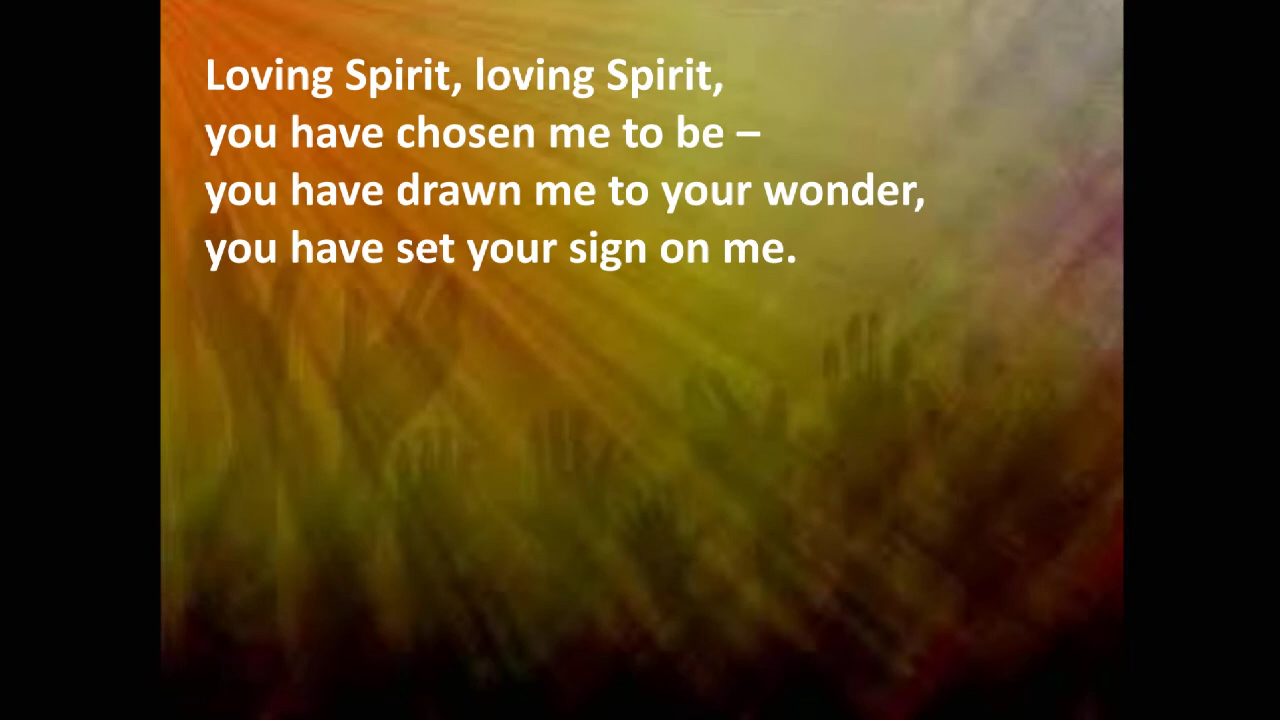 Loving Spirit, loving Spirit,
you have chosen me to be –
you have drawn me to your wonder,
you have set your sign on me.